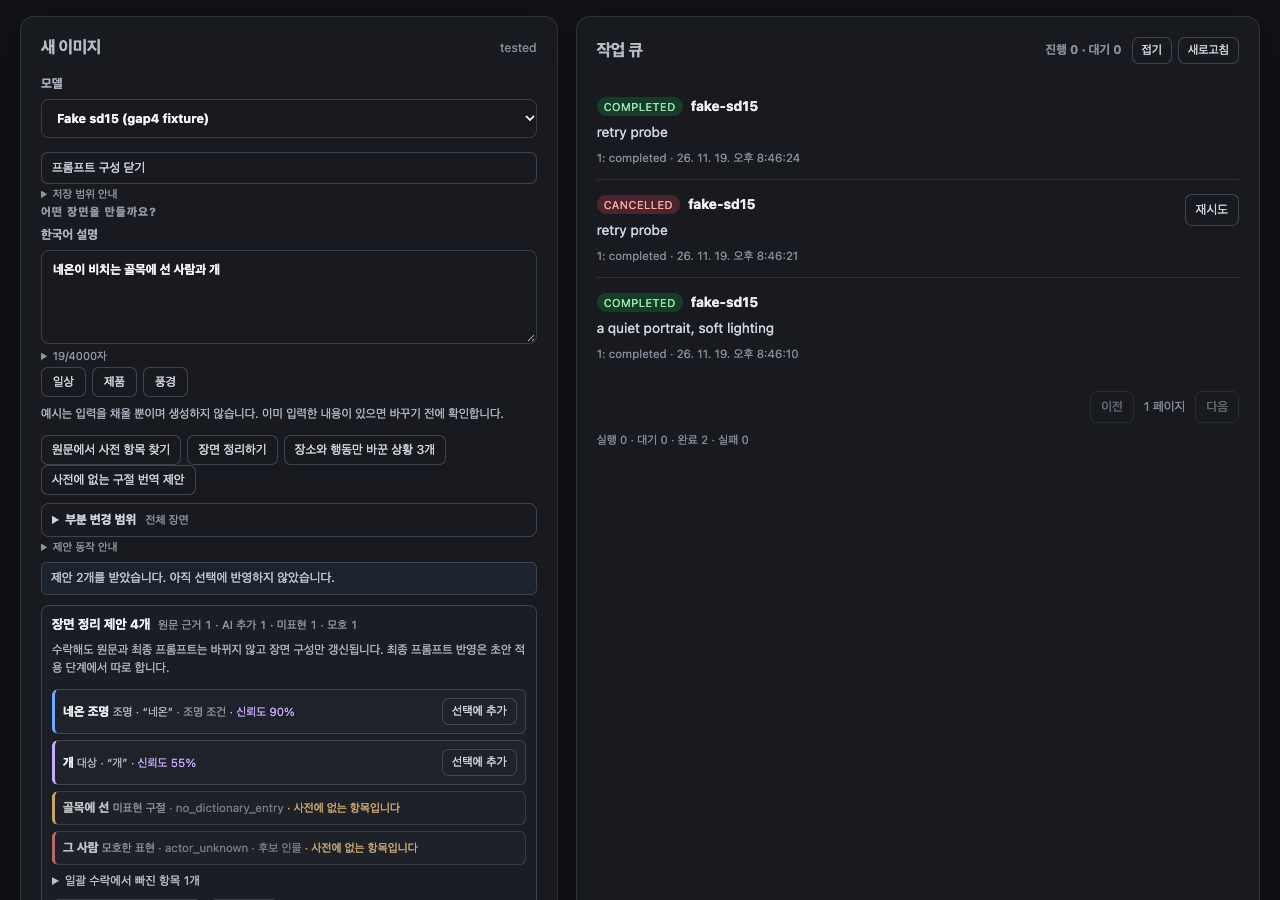 새 이미지
tested
모델
Fake sd15 (gap4 fixture)
프롬프트 구성 닫기
▶ 저장 범위 안내
어떤 장면을 만들까요?
한국어 설명
네온이 비치는 골목에 선 사람과 개
▶ 19/4000자
일상 제품 풍경
예시는 입력을 채울 뿐이며 생성하지 않습니다. 이미 입력한 내용이 있으면 바꾸기 전에 확인합니다.
원문에서 사전 항목 찾기 장면 정리하기 장소와 행동만 바꾼 상황 3개
사전에 없는 구절 번역 제안
▶ 부분 변경 범위 전체 장면
▶ 제안 동작 안내
제안 2개를 받았습니다. 아직 선택에 반영하지 않았습니다.
장면 정리 제안 4개 원문 근거 1 · AI 추가 1 · 미표현 1 · 모호 1
수락해도 원문과 최종 프롬프트는 바뀌지 않고 장면 구성만 갱신됩니다. 최종 프롬프트 반영은 초안 적
용 단계에서 따로 합니다.
네온 조명 조명 · “네온” · 조명 조건 · 신뢰도 90% 선택에 추가
개 대상 · “개” · 신뢰도 55% 선택에 추가
골목에 선 미표현 구절 · no_dictionary_entry · 사전에 없는 항목입니다
그 사람 모호한 표현 · actor_unknown · 후보 인물 · 사전에 없는 항목입니다
▶ 일괄 수락에서 빠진 항목 1개
작업 큐
진행 0 · 대기 0 접기 새로고침
COMPLETED fake-sd15
retry probe
1: completed · 26. 11. 19. 오후 8:46:24
CANCELLED fake-sd15
재시도
retry probe
1: completed · 26. 11. 19. 오후 8:46:21
COMPLETED fake-sd15
a quiet portrait, soft lighting
1: completed · 26. 11. 19. 오후 8:46:10
이전 1 페이지 다음
실행 0 · 대기 0 · 완료 2 · 실패 0